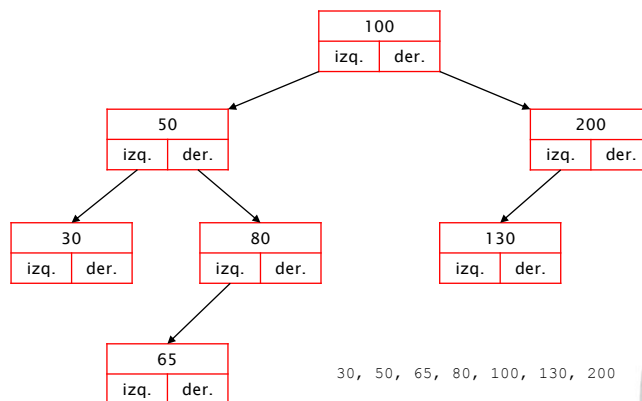 100
izq. der.
50
izq. der.
200
izq. der.
30
izq. der.
80
izq. der.
130
izq. der.
65
izq. der.
30, 50, 65, 80, 100, 130, 200